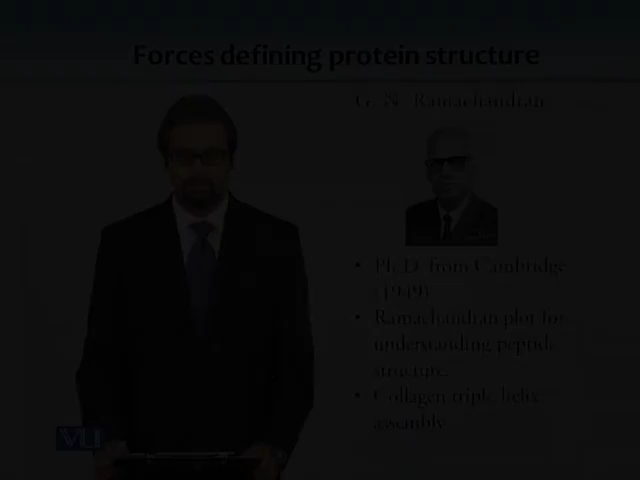 Forces defining protein structure
G. N. Ramachandran
• Ph.D. from Cambridge
(1949)
• Ramachandran plot for
understanding peptide
structure.
• Collagen triple helix
assembly
VU